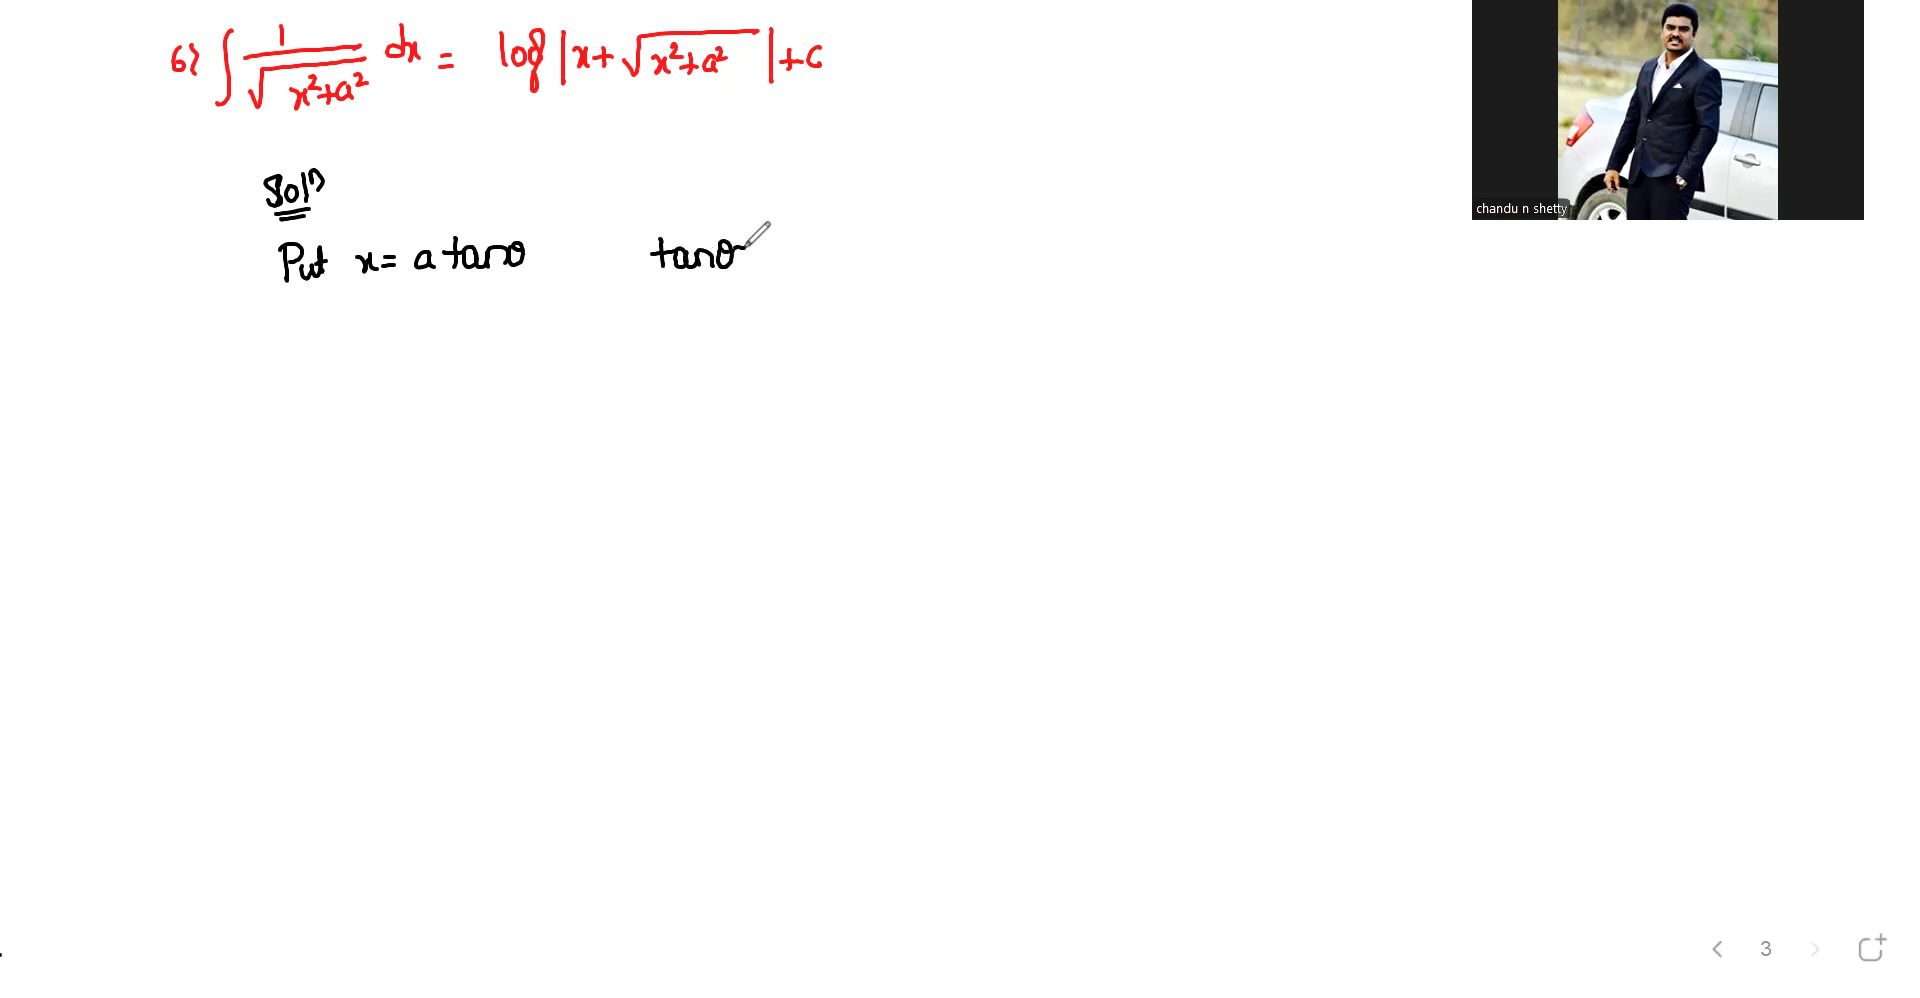 6} ∫ 1/√(x²+a²) dx = log |x+√(x²+a²)| +c
chandu n shetty
Solⁿ
Put x = a tanθ tanθ
3